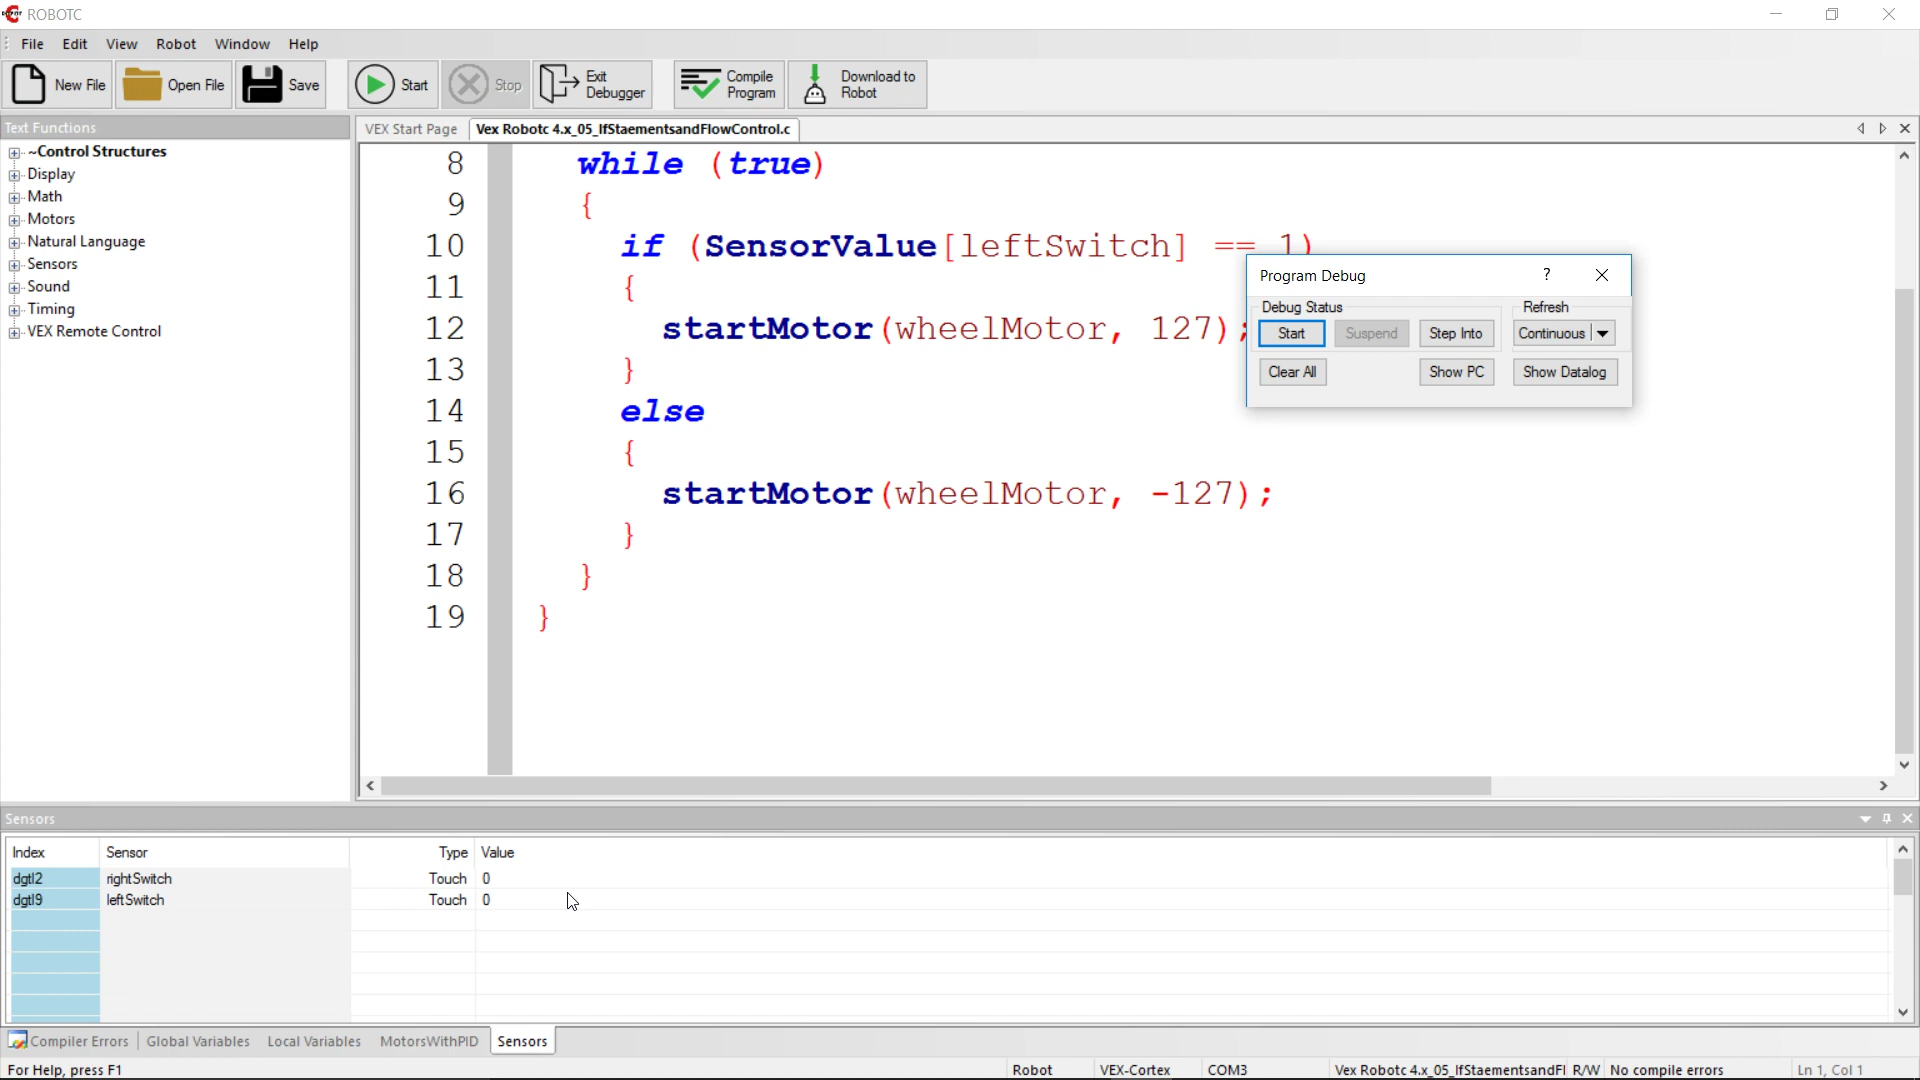 ROBOTC
File Edit View Robot Window Help
New File Open File Save Start Stop Exit Debugger Compile Program Download to Robot
Text Functions
~Control Structures
Display
Math
Motors
Natural Language
Sensors
Sound
Timing
VEX Remote Control
VEX Start Page Vex Robotc 4.x_05_IfStaementsandFlowControl.c
8 while (true)
9 {
10 if (SensorValue[leftSwitch] == 1)
11 {
12 startMotor(wheelMotor, 127);
13 }
14 else
15 {
16 startMotor(wheelMotor, -127);
17 }
18 }
19 }
Program Debug ?
Debug Status Refresh
Start Suspend Step Into Continuous
Clear All Show PC Show Datalog
Sensors
Index Sensor Type Value
dgtl2 rightSwitch Touch 0
dgtl9 leftSwitch Touch 0
Compiler Errors Global Variables Local Variables MotorsWithPID Sensors
For Help, press F1 Robot VEX-Cortex COM3 Vex Robotc 4.x_05_IfStaementsandFl R/W No compile errors Ln 1, Col 1